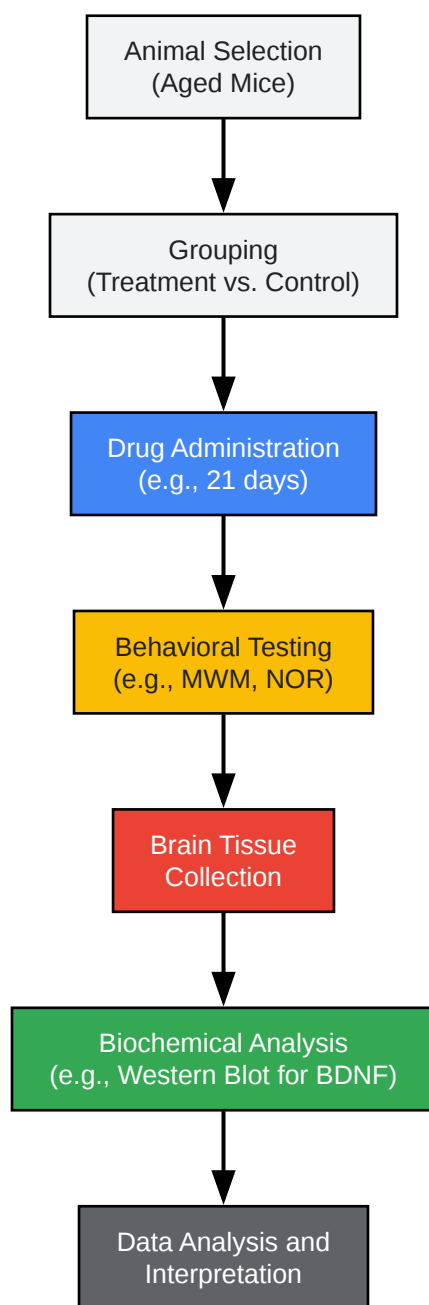 Animal Selection
(Aged Mice)
Grouping
(Treatment vs. Control)
Drug Administration
(e.g., 21 days)
Behavioral Testing
(e.g., MWM, NOR)
Brain Tissue
Collection
Biochemical Analysis
(e.g., Western Blot for BDNF)
Data Analysis and
Interpretation